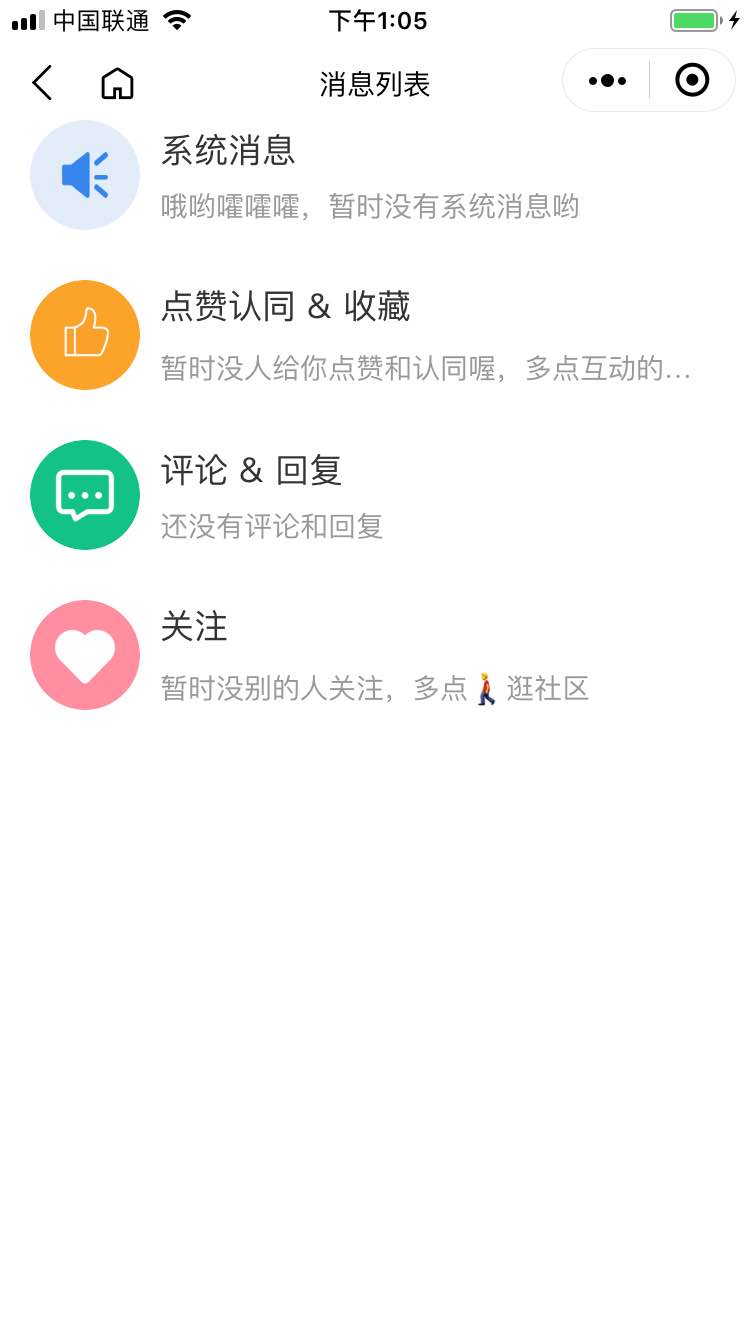 中国联通
下午1:05
消息列表
系统消息
哦哟嚯嚯嚯，暂时没有系统消息哟
点赞认同 & 收藏
暂时没人给你点赞和认同喔，多点互动的...
评论 & 回复
还没有评论和回复
关注
暂时没别的人关注，多点🚶逛社区